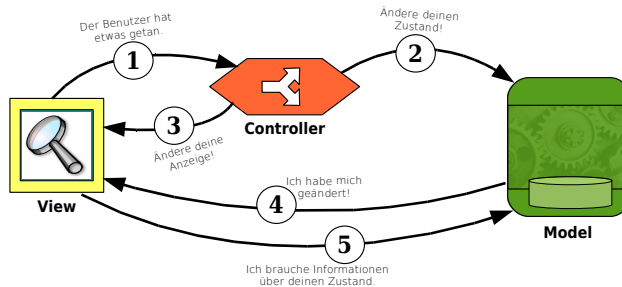 Der Benutzer hat
etwas getan.
1
Ändere deinen
Zustand!
2
3
Ändere deine
Anzeige!
Controller
View
Ich habe mich
geändert!
4
Model
5
Ich brauche Informationen
über deinen Zustand.